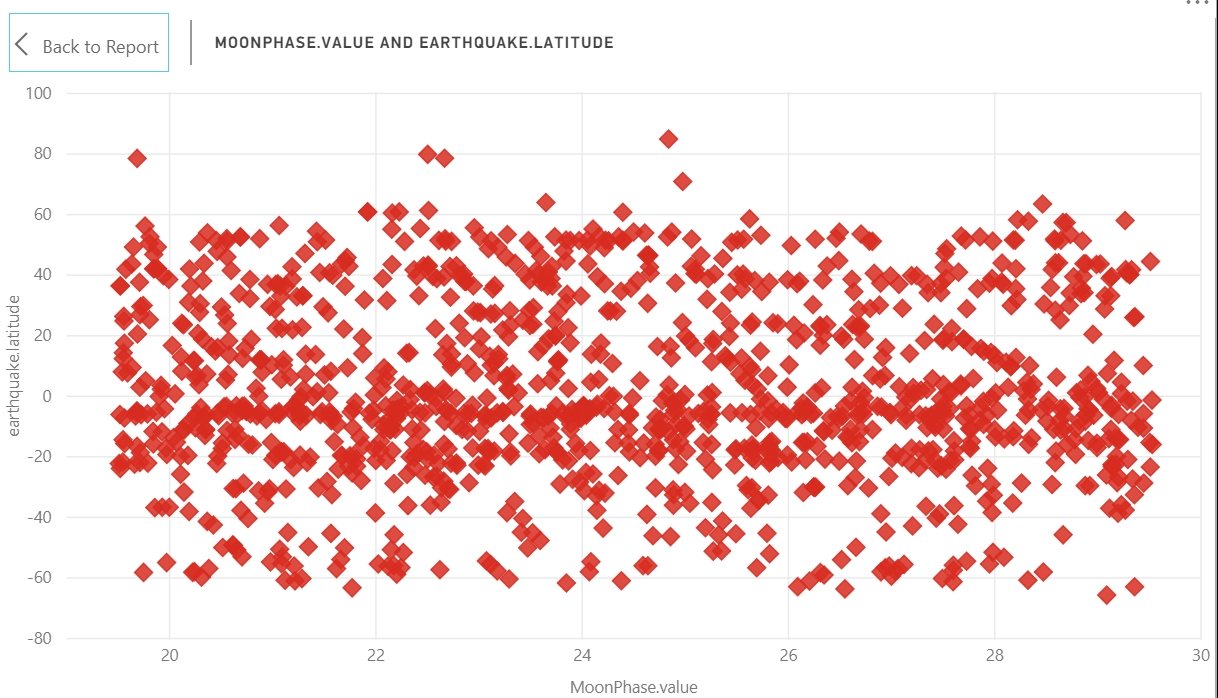 Back to Report
MOONPHASE.VALUE AND EARTHQUAKE.LATITUDE
100
80
60
40
20
0
-20
-40
-60
-80
earthquake.latitude
20 22 24 26 28 30
MoonPhase.value